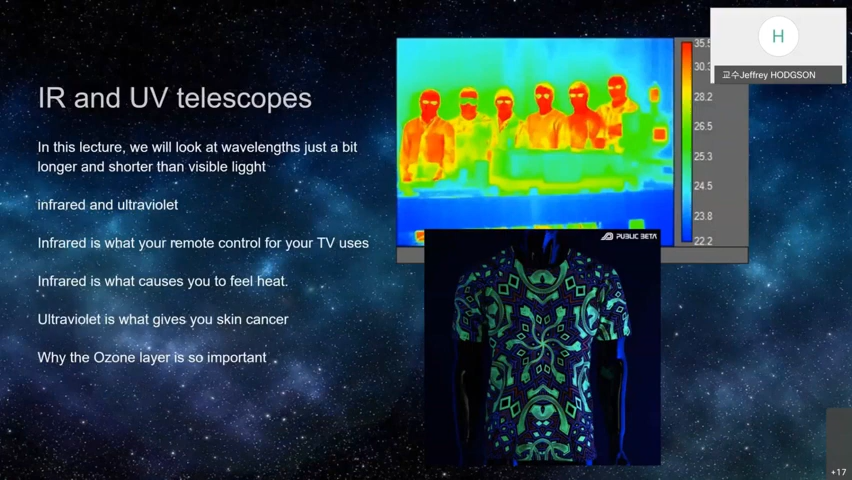 IR and UV telescopes
In this lecture, we will look at wavelengths just a bit
longer and shorter than visible ligght
infrared and ultraviolet
Infrared is what your remote control for your TV uses
Infrared is what causes you to feel heat.
Ultraviolet is what gives you skin cancer
Why the Ozone layer is so important
28.2
26.5
25.3
24.5
23.8
22.2
PUBLIC BETA
H
교수Jeffrey HODGSON
+17